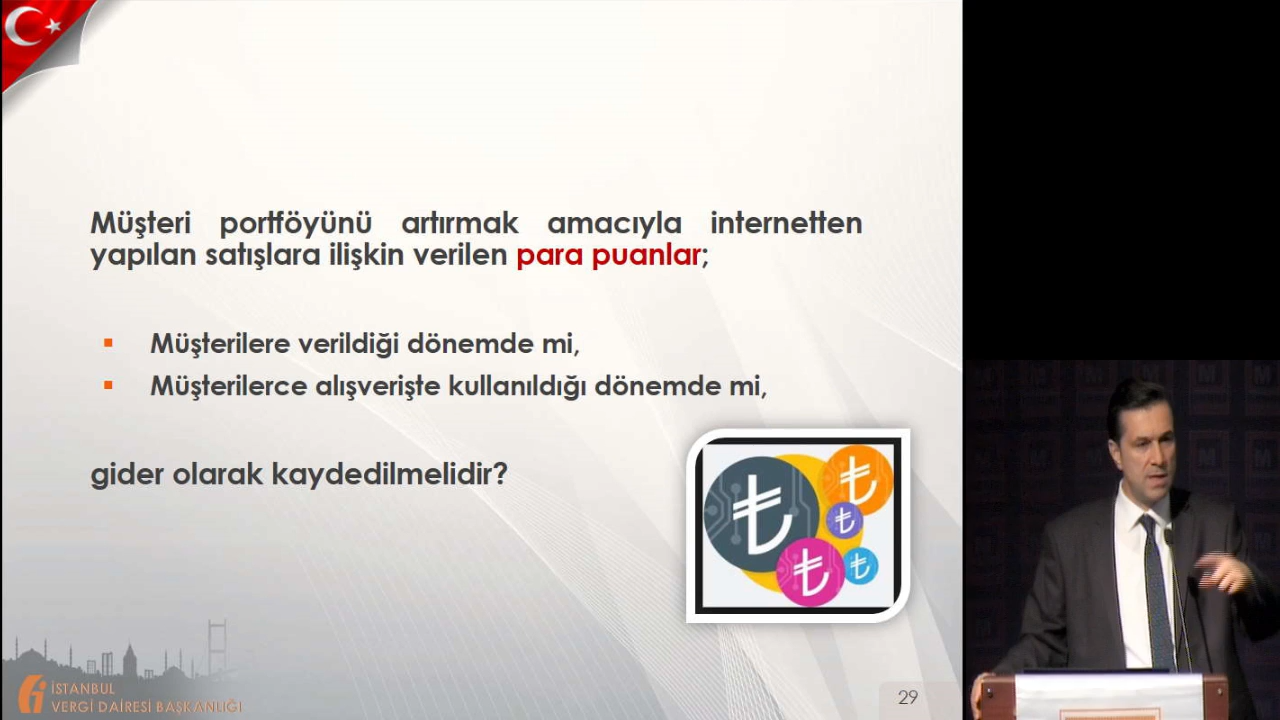 Müşteri portföyünü artırmak amacıyla internetten
yapılan satışlara ilişkin verilen para puanlar;
▪ Müşterilere verildiği dönemde mi,
▪ Müşterilerce alışverişte kullanıldığı dönemde mi,
gider olarak kaydedilmelidir?
₺
₺
₺
₺
₺
İSTANBUL
VERGİ DAİRESİ BAŞKANLIĞI
29